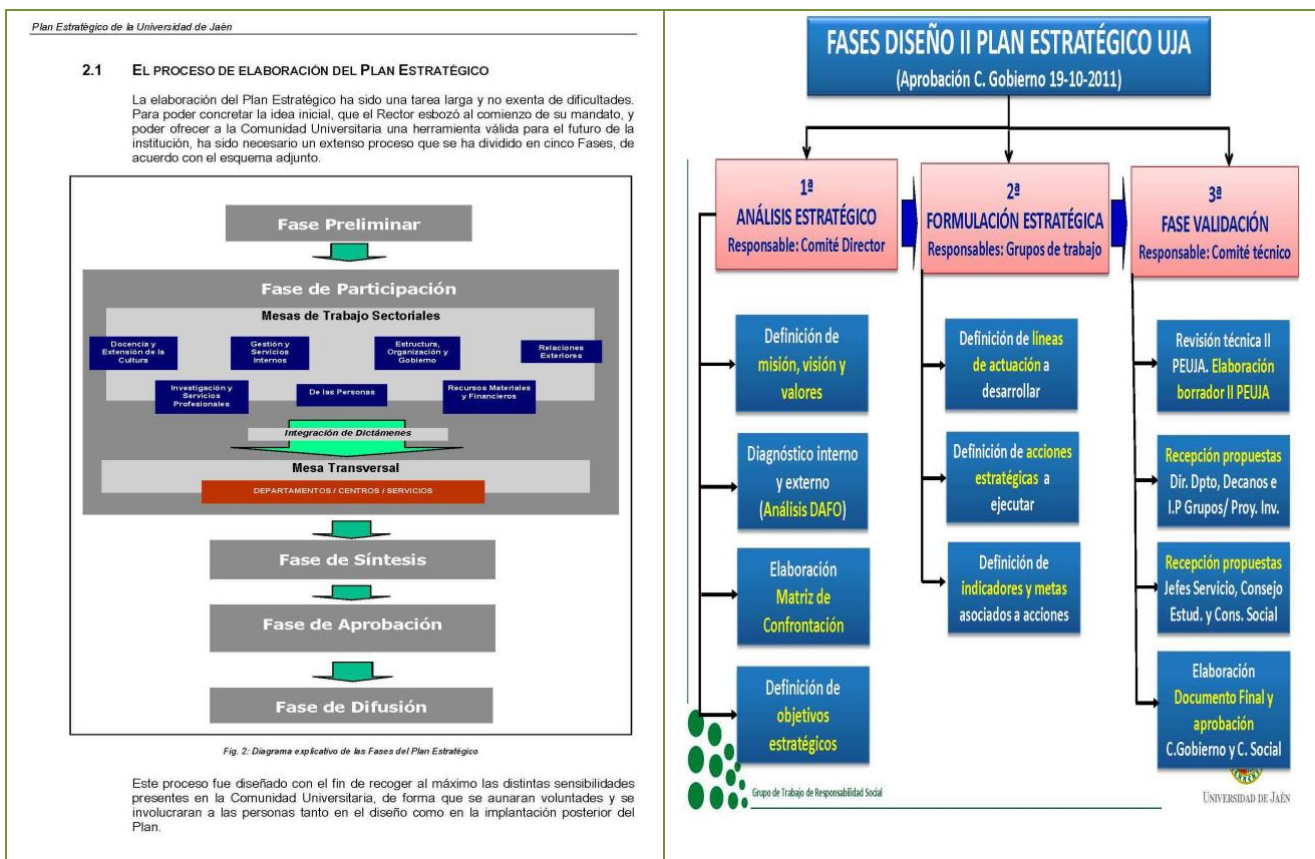 Plan Estratégico de la Universidad de Jaén
2.1 EL PROCESO DE ELABORACIÓN DEL PLAN ESTRATÉGICO
La elaboración del Plan Estratégico ha sido una tarea larga y no exenta de dificultades.
Para poder concretar la idea inicial, que el Rector esbozó al comienzo de su mandato, y
poder ofrecer a la Comunidad Universitaria una herramienta válida para el futuro de la
institución, ha sido necesario un extenso proceso que se ha dividido en cinco Fases, de
acuerdo con el esquema adjunto.
Fase Preliminar
Fase de Participación
Mesas de Trabajo Sectoriales
Docencia y
Extensión de la
Cultura
Gestión y
Servicios
Internos
Estructura,
Organización y
Gobierno
Relaciones
Exteriores
Investigación y
Servicios
Profesionales
De las Personas
Recursos Materiales
y Financieros
Integración de Dictámenes
Mesa Transversal
DEPARTAMENTOS / CENTROS / SERVICIOS
Fase de Síntesis
Fase de Aprobación
Fase de Difusión
Fig. 2: Diagrama explicativo de las Fases del Plan Estratégico
Este proceso fue diseñado con el fin de recoger al máximo las distintas sensibilidades
presentes en la Comunidad Universitaria, de forma que se aunaran voluntades y se
involucraran a las personas tanto en el diseño como en la implantación posterior del
Plan.
FASES DISEÑO II PLAN ESTRATÉGICO UJA
(Aprobación C. Gobierno 19-10-2011)
1ª
ANÁLISIS ESTRATÉGICO
Responsable: Comité Director
2ª
FORMULACIÓN ESTRATÉGICA
Responsables: Grupos de trabajo
3ª
FASE VALIDACIÓN
Responsable: Comité técnico
Definición de
misión, visión y
valores
Diagnóstico interno
y externo
(Análisis DAFO)
Elaboración
Matriz de
Confrontación
Definición de
objetivos
estratégicos
Definición de líneas
de actuación a
desarrollar
Definición de acciones
estratégicas a
ejecutar
Definición de
indicadores y metas
asociados a acciones
Revisión técnica II
PEUJA. Elaboración
borrador II PEUJA
Recepción propuestas
Dir. Dpto, Decanos e
I.P Grupos/ Proy. Inv.
Recepción propuestas
Jefes Servicio, Consejo
Estud. y Cons. Social
Elaboración
Documento Final y
aprobación
C.Gobierno y C. Social
Grupo de Trabajo de Responsabilidad Social
UNIVERSIDAD DE JAÉN